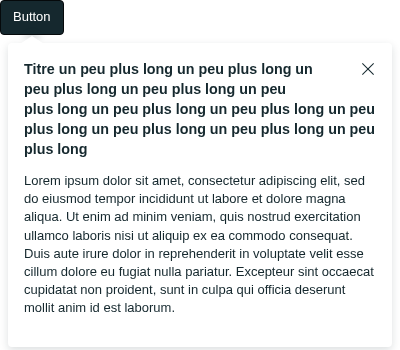 Button
Titre un peu plus long un peu plus long un
peu plus long un peu plus long un peu
plus long un peu plus long un peu plus long un peu
plus long un peu plus long un peu plus long un peu
plus long
Lorem ipsum dolor sit amet, consectetur adipiscing elit, sed
do eiusmod tempor incididunt ut labore et dolore magna
aliqua. Ut enim ad minim veniam, quis nostrud exercitation
ullamco laboris nisi ut aliquip ex ea commodo consequat.
Duis aute irure dolor in reprehenderit in voluptate velit esse
cillum dolore eu fugiat nulla pariatur. Excepteur sint occaecat
cupidatat non proident, sunt in culpa qui officia deserunt
mollit anim id est laborum.